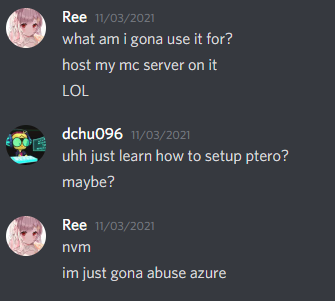 Ree 11/03/2021
what am i gona use it for?
host my mc server on it
LOL
dchu096 11/03/2021
uhh just learn how to setup ptero?
maybe?
Ree 11/03/2021
nvm
im just gona abuse azure